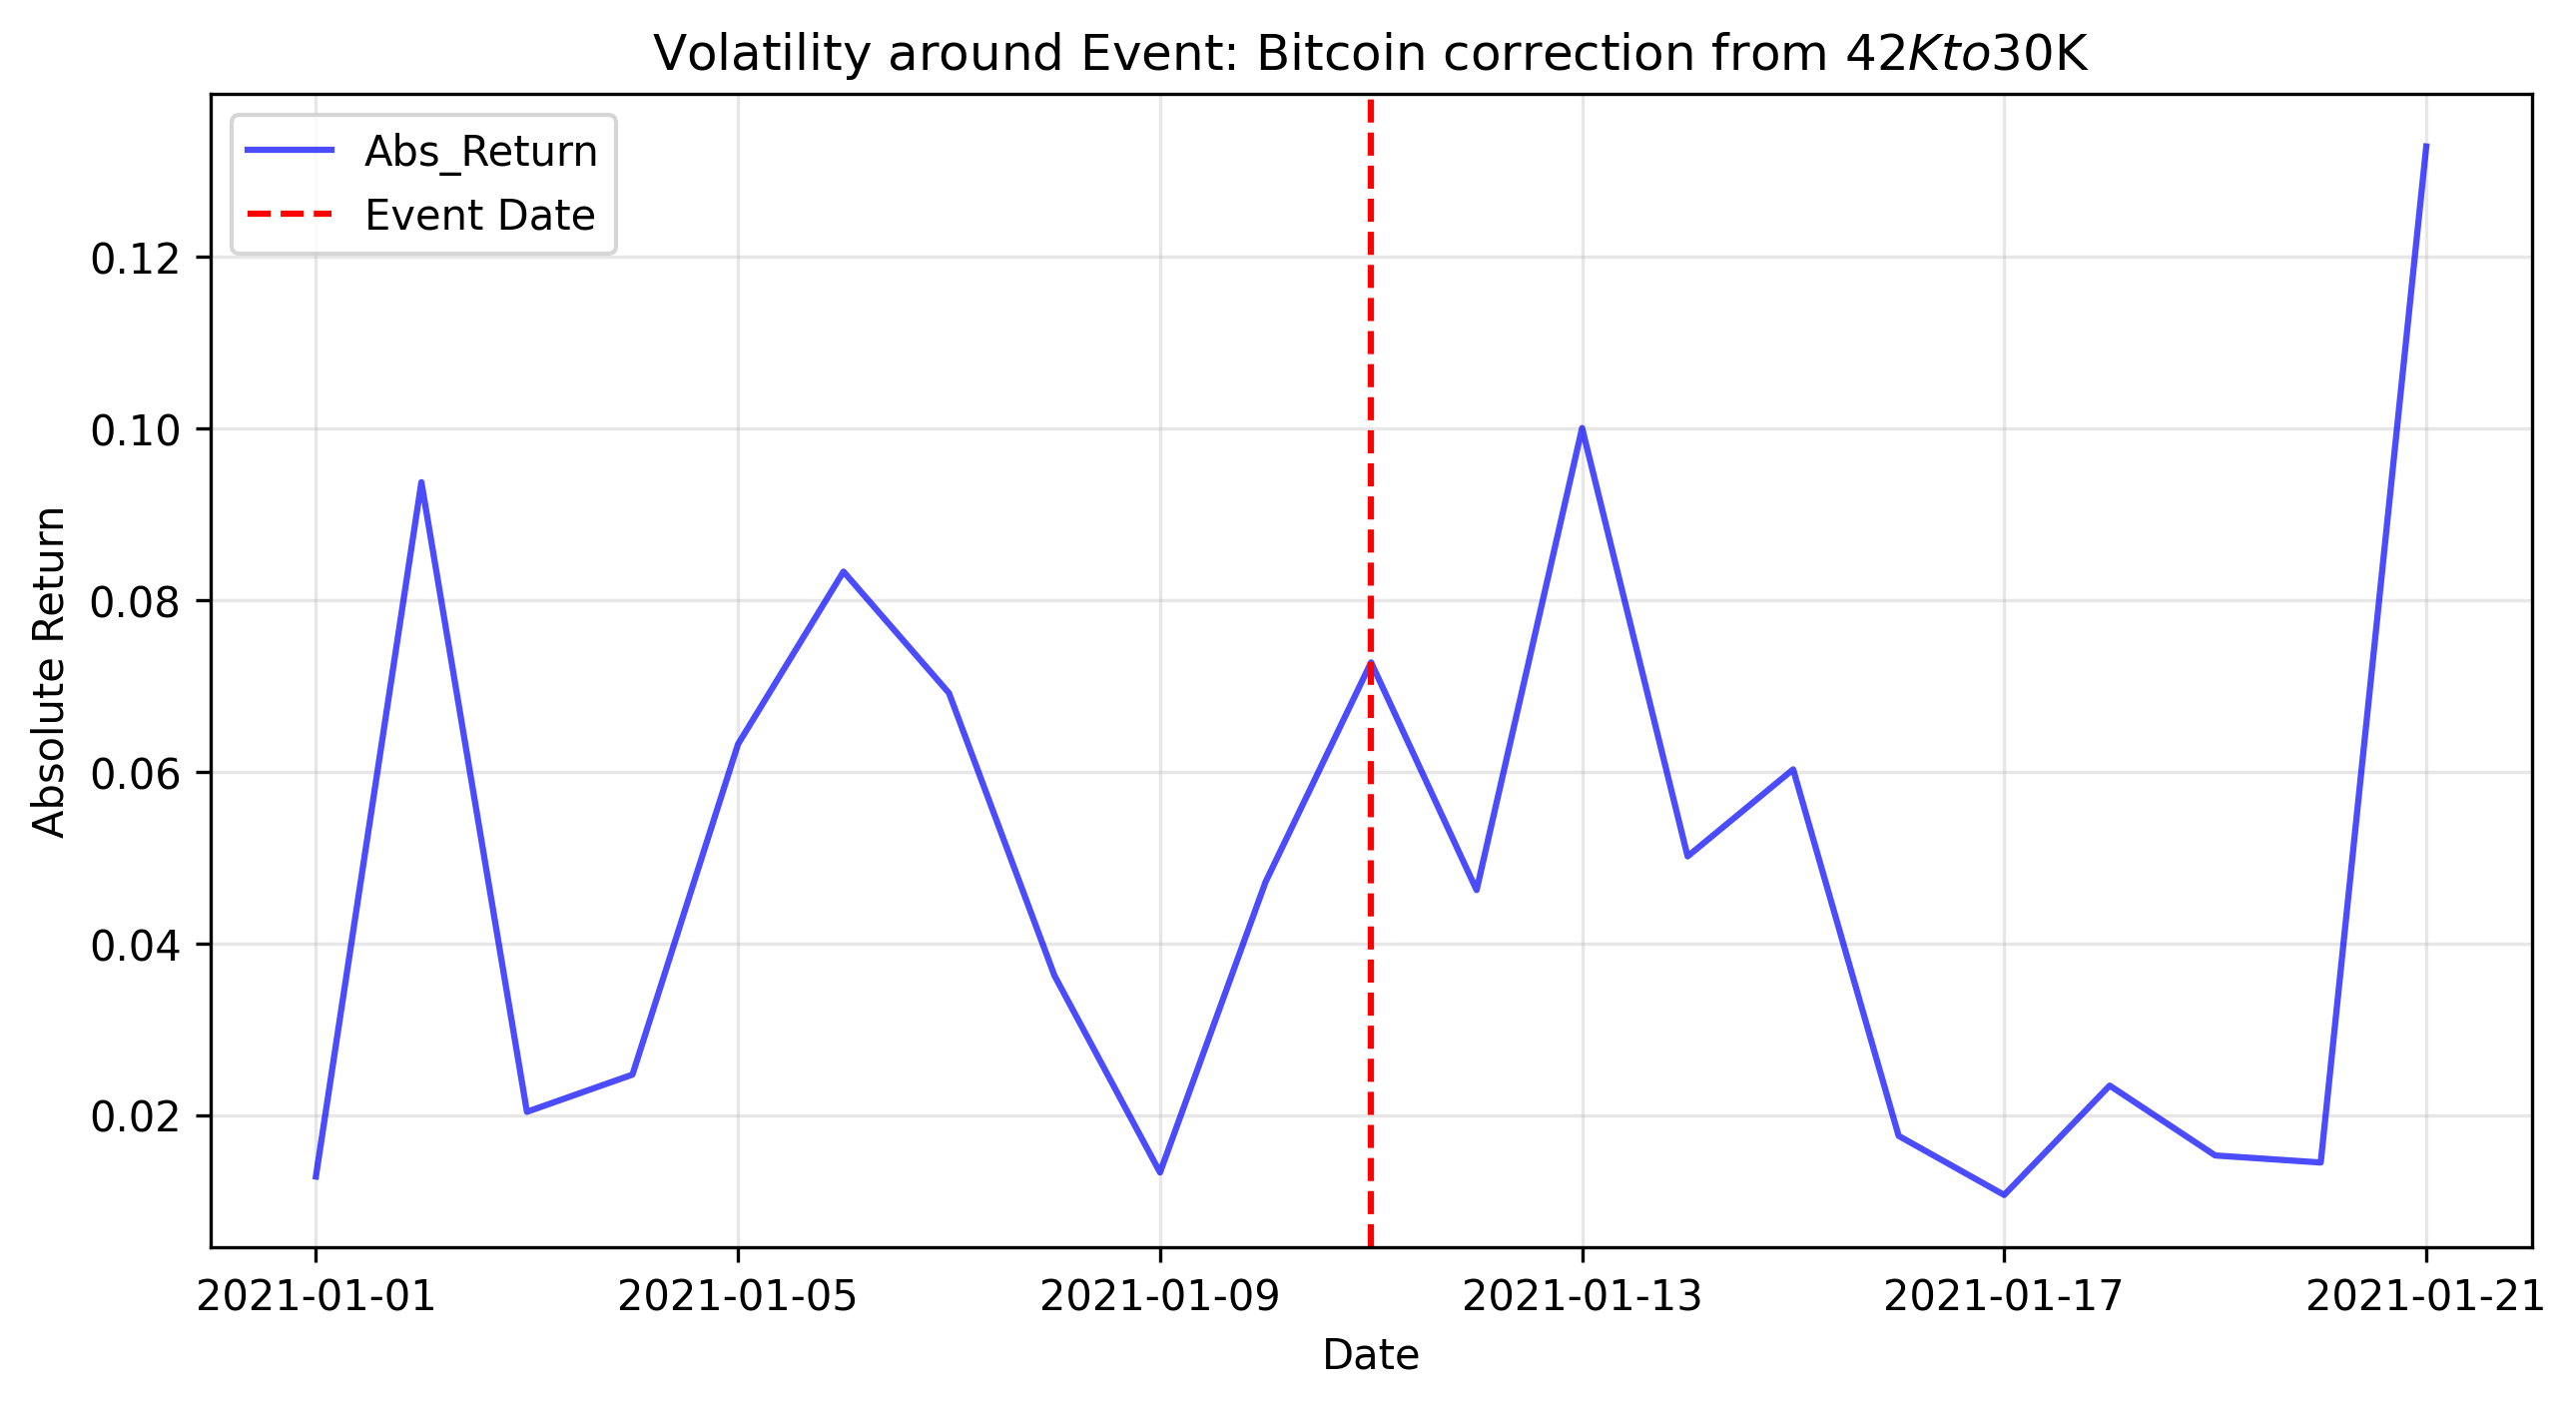 Volatility around Event: Bitcoin correction from 42Kto30K
Abs_Return
Event Date
Absolute Return
0.12
0.10
0.08
0.06
0.04
0.02
2021-01-01 2021-01-05 2021-01-09 2021-01-13 2021-01-17 2021-01-21
Date